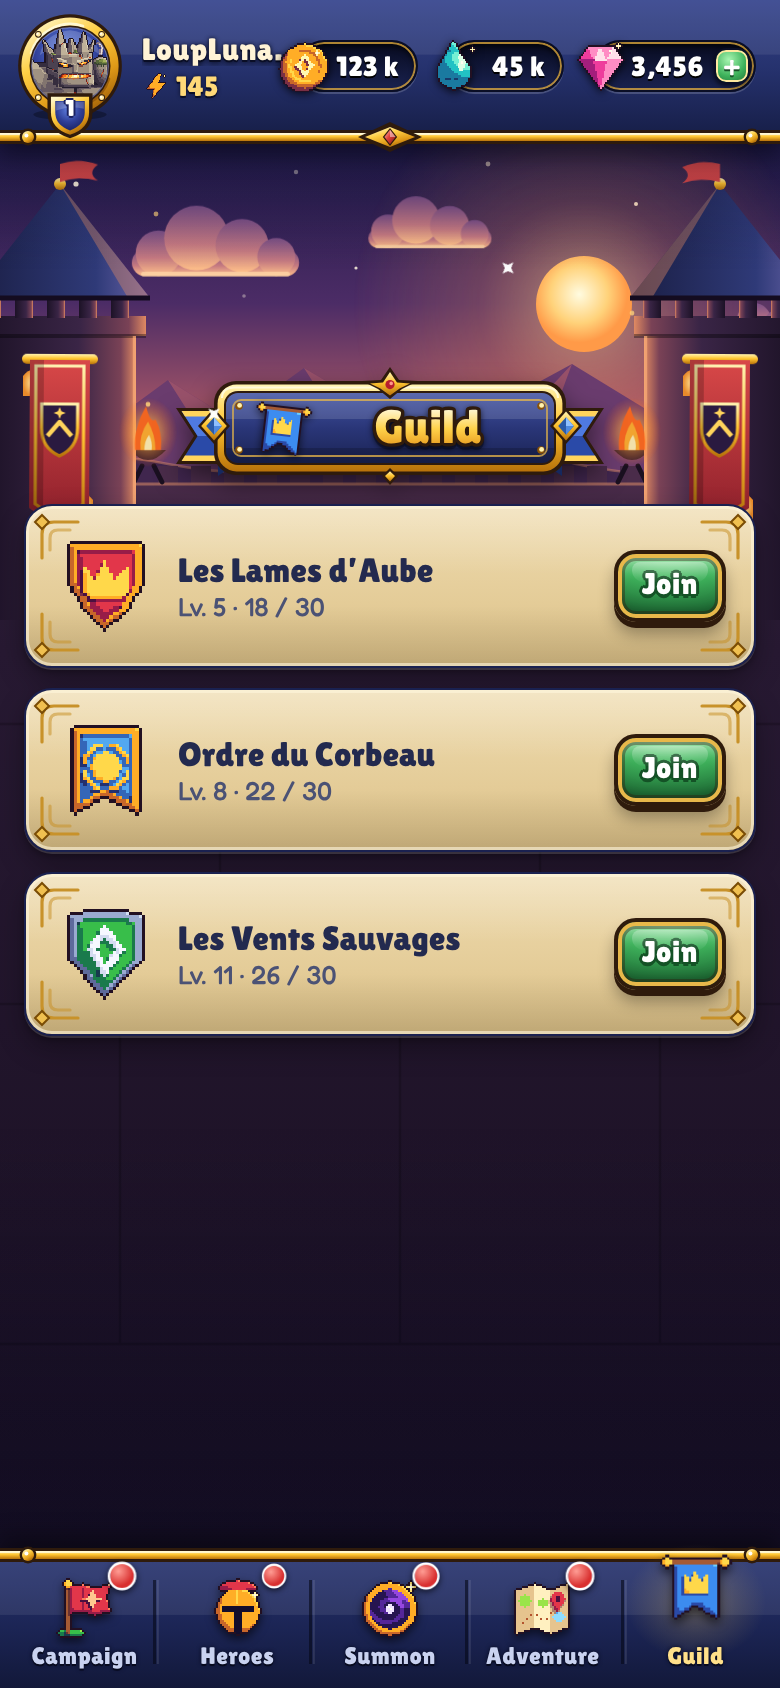 LoupLuna.
145
1
123 k
45 k
3,456
+
Guild
Les Lames d'Aube
Lv. 5 · 18 / 30
Join
Ordre du Corbeau
Lv. 8 · 22 / 30
Join
Les Vents Sauvages
Lv. 11 · 26 / 30
Join
Campaign
Heroes
Summon
Adventure
Guild